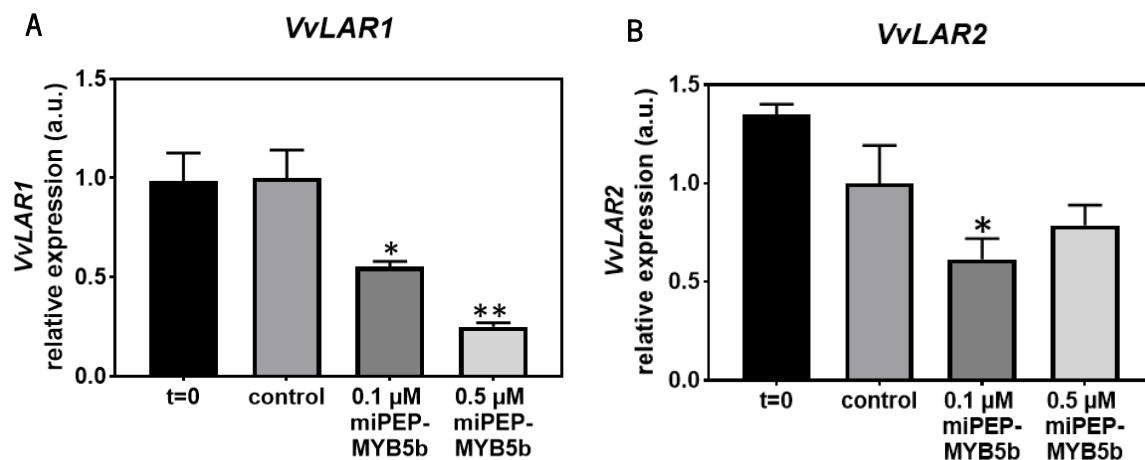 A
VvLAR1
VvLAR1
relative expression (a.u.)
1.5
1.0
0.5
0.0
*
**
t=0
control
0.1 µM
miPEP-
MYB5b
0.5 µM
miPEP-
MYB5b
B
VvLAR2
VvLAR2
relative expression (a.u.)
1.5
1.0
0.5
0.0
*
t=0
control
0.1 µM
miPEP-
MYB5b
0.5 µM
miPEP-
MYB5b